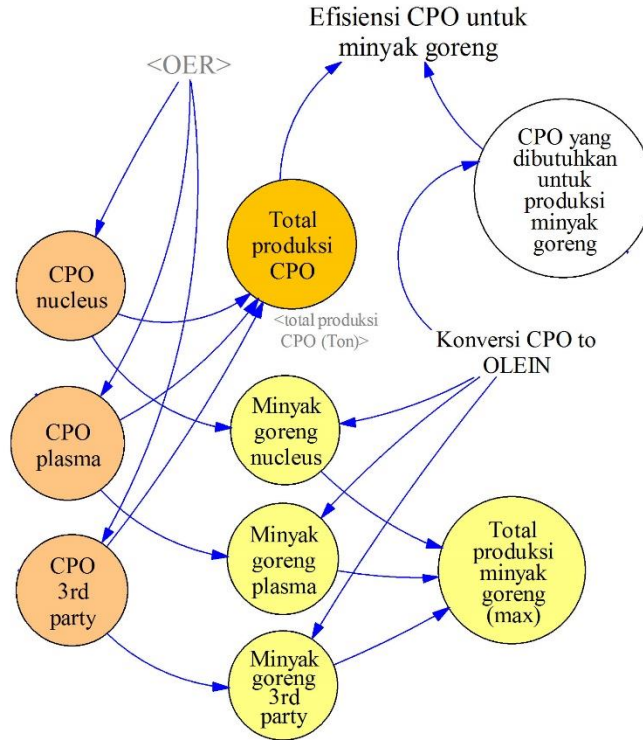 Efisiensi CPO untuk
minyak goreng
<OER>
CPO yang
dibutuhkan
untuk
produksi
minyak
goreng
Total
produksi
CPO
CPO
nucleus
<total produksi
CPO (Ton)>
Konversi CPO to
OLEIN
Minyak
goreng
nucleus
CPO
plasma
Minyak
goreng
plasma
Total
produksi
minyak
goreng
(max)
CPO
3rd
party
Minyak
goreng
3rd
party